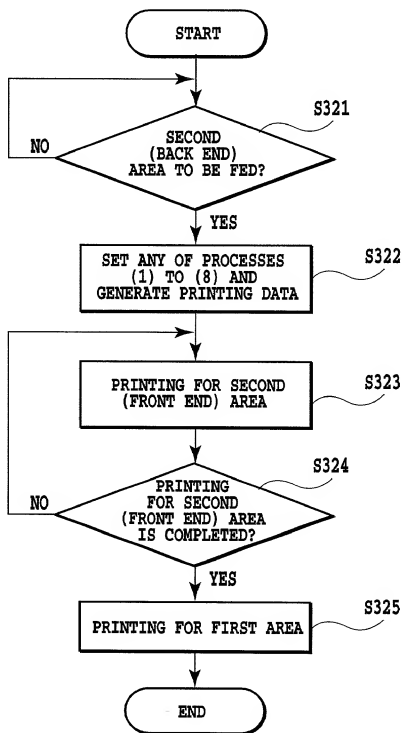 START
S321
SECOND
(BACK END)
AREA TO BE FED?
NO
YES
S322
SET ANY OF PROCESSES
(1) TO (8) AND
GENERATE PRINTING DATA
S323
PRINTING FOR SECOND
(FRONT END) AREA
S324
PRINTING
FOR SECOND
(FRONT END) AREA
IS COMPLETED?
NO
YES
S325
PRINTING FOR FIRST AREA
END